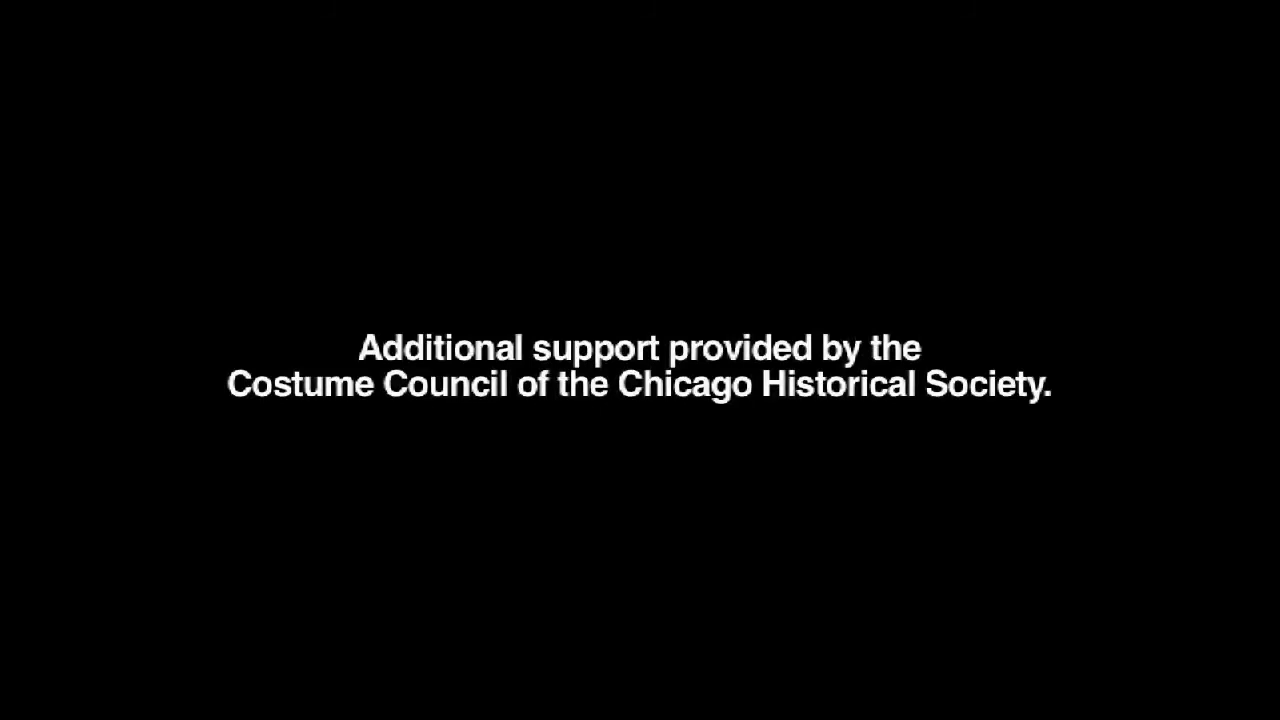 Additional support provided by the
Costume Council of the Chicago Historical Society.